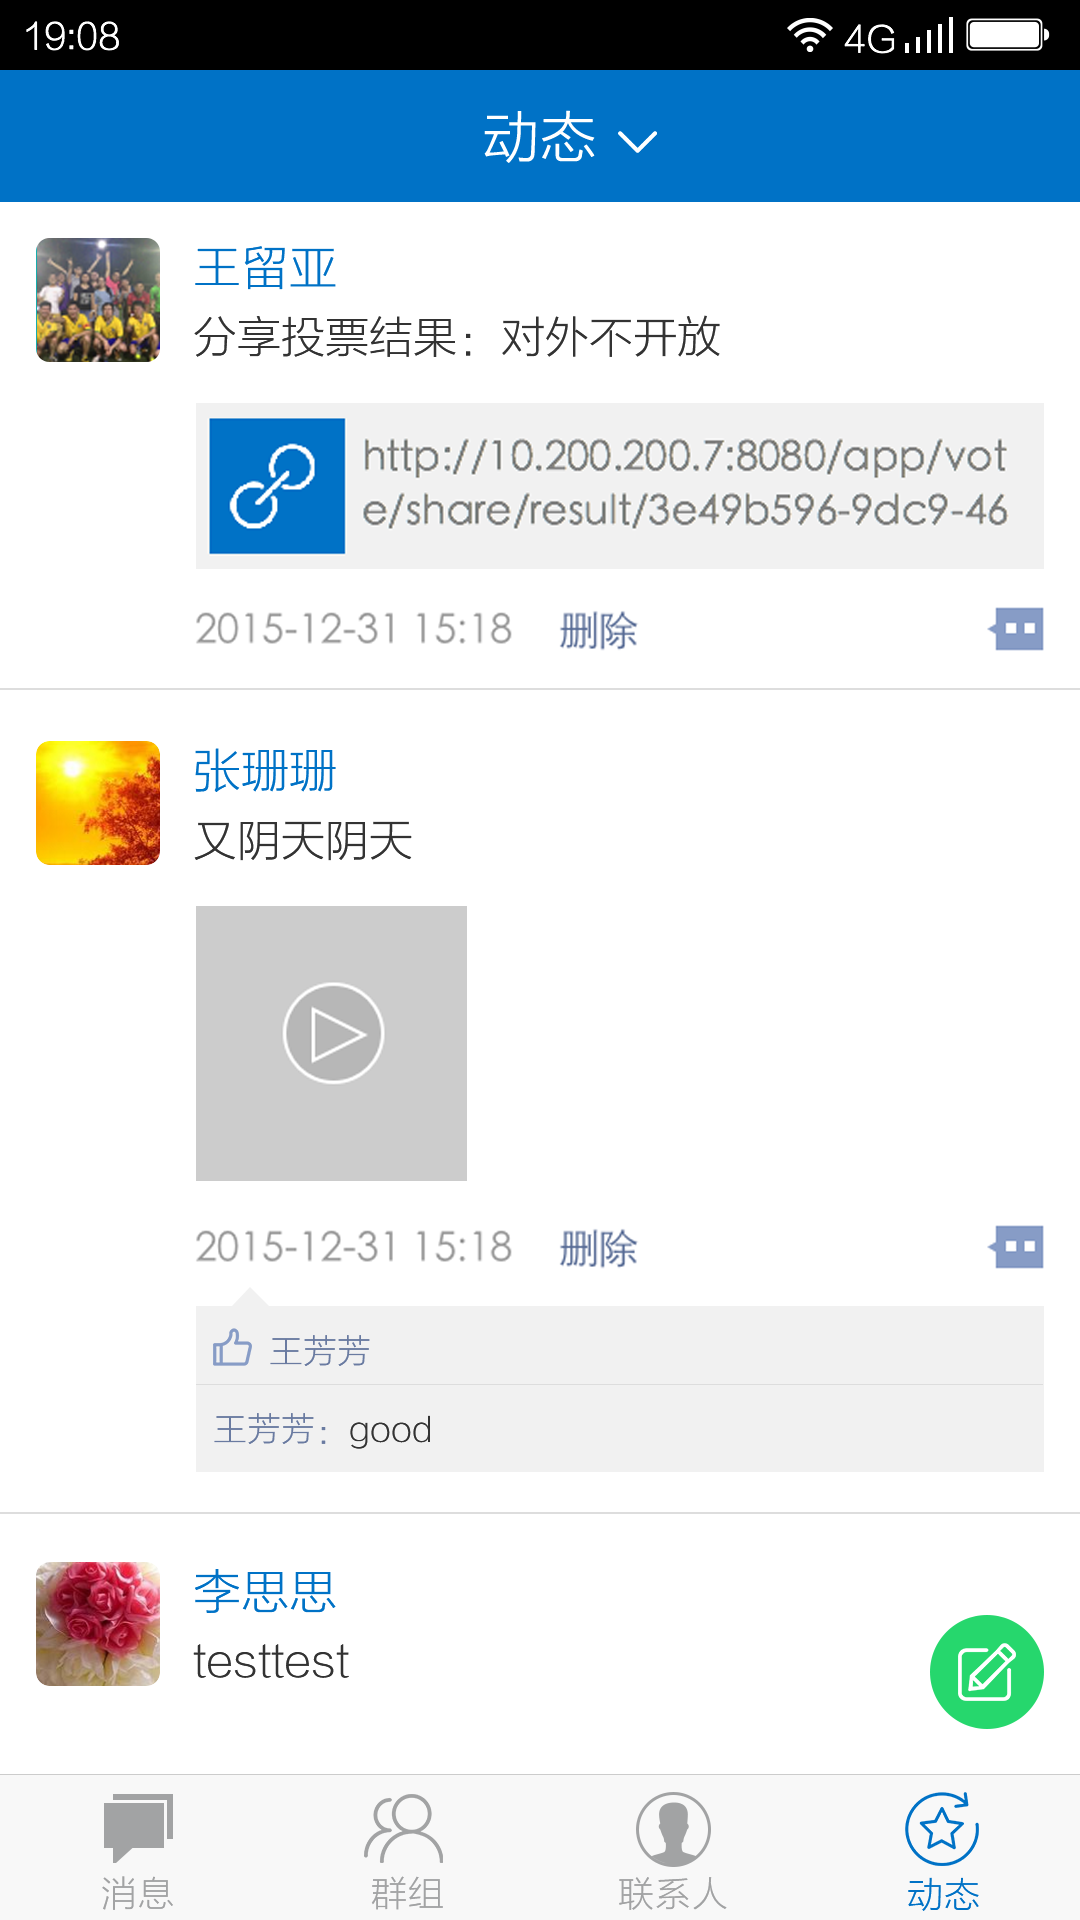 19:08
4G
动态
王留亚
分享投票结果：对外不开放
http://10.200.200.7:8080/app/vot
e/share/result/3e49b596-9dc9-46
2015-12-31 15:18 删除
张珊珊
又阴天阴天
2015-12-31 15:18 删除
王芳芳
王芳芳：good
李思思
testtest
消息 群组 联系人 动态